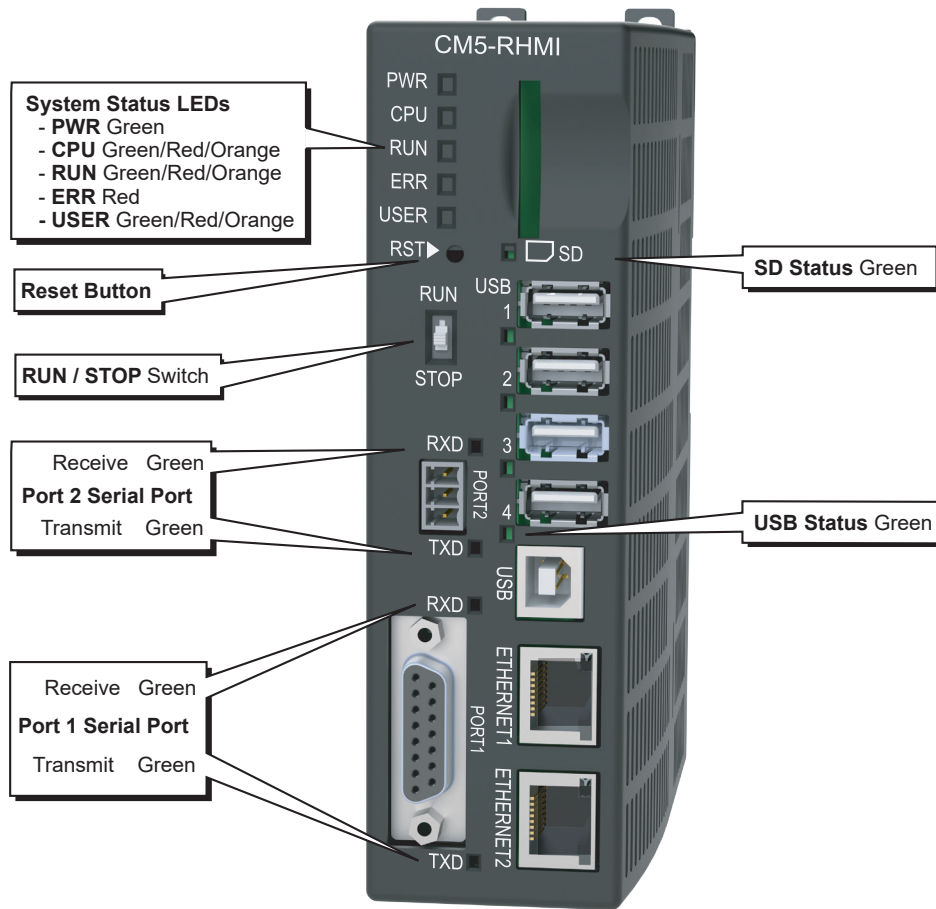 CM5-RHMI
PWR
CPU
RUN
ERR
USER
RST
SD
USB
1
2
3
4
RUN
STOP
RXD
PORT2
TXD
USB
RXD
PORT1
TXD
ETHERNET1
ETHERNET2
System Status LEDs
- PWR Green
- CPU Green/Red/Orange
- RUN Green/Red/Orange
- ERR Red
- USER Green/Red/Orange
Reset Button
RUN / STOP Switch
Receive Green
Port 2 Serial Port
Transmit Green
Receive Green
Port 1 Serial Port
Transmit Green
SD Status Green
USB Status Green